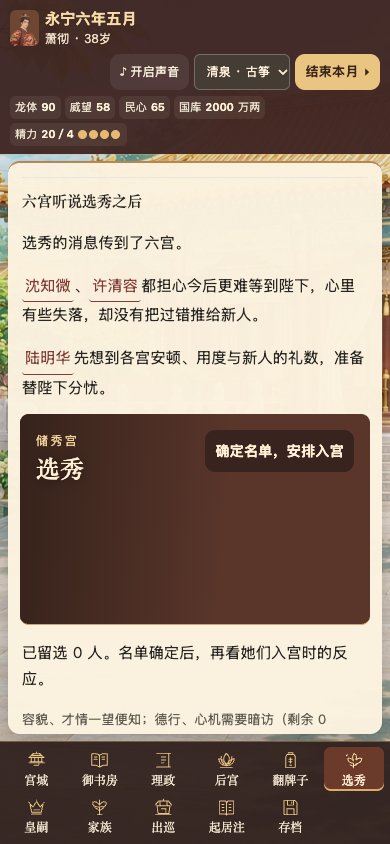 永宁六年五月
萧彻 · 38岁
♪ 开启声音
清泉 · 古筝
结束本月
龙体 90
威望 58
民心 65
国库 2000 万两
精力 20 / 4
六宫听说选秀之后
选秀的消息传到了六宫。
沈知微、许清容都担心今后更难等到陛下，心里
有些失落，却没有把过错推给新人。
陆明华先想到各宫安顿、用度与新人的礼数，准备
替陛下分忧。
储秀宫
选秀
确定名单，安排入宫
已留选 0 人。名单确定后，再看她们入宫时的反
应。
容貌、才情一望便知；德行、心机需要暗访（剩余 0
宫城
御书房
理政
后宫
翻牌子
选秀
皇嗣
家族
出巡
起居注
存档